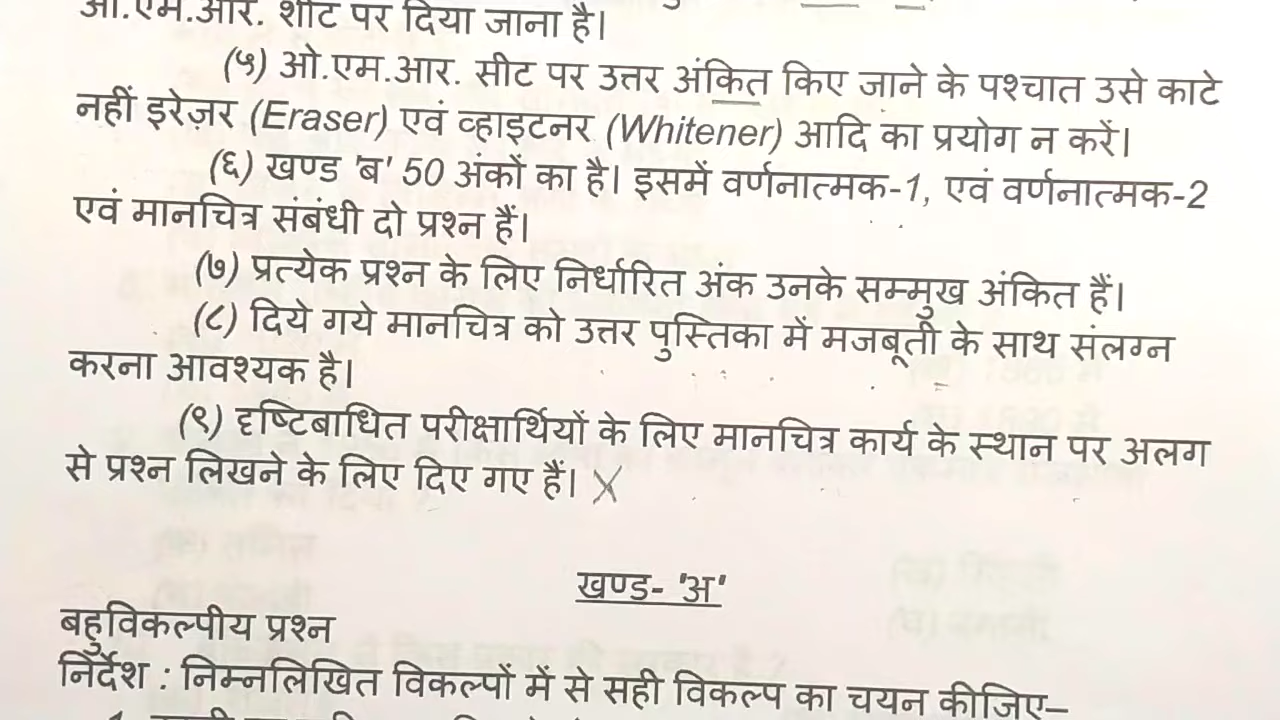 ओ.एम.आर. शीट पर दिया जाना है।
(५) ओ.एम.आर. सीट पर उत्तर अंकित किए जाने के पश्चात उसे काटे
नहीं इरेज़र (Eraser) एवं व्हाइटनर (Whitener) आदि का प्रयोग न करें।
(६) खण्ड 'ब' 50 अंकों का है। इसमें वर्णनात्मक-1, एवं वर्णनात्मक-2
एवं मानचित्र संबंधी दो प्रश्न हैं।
(७) प्रत्येक प्रश्न के लिए निर्धारित अंक उनके सम्मुख अंकित हैं।
(८) दिये गये मानचित्र को उत्तर पुस्तिका में मजबूती के साथ संलग्न
करना आवश्यक है।
(९) दृष्टिबाधित परीक्षार्थियों के लिए मानचित्र कार्य के स्थान पर अलग
से प्रश्न लिखने के लिए दिए गए हैं। X
खण्ड- 'अ'
बहुविकल्पीय प्रश्न
निर्देश : निम्नलिखित विकल्पों में से सही विकल्प का चयन कीजिए–